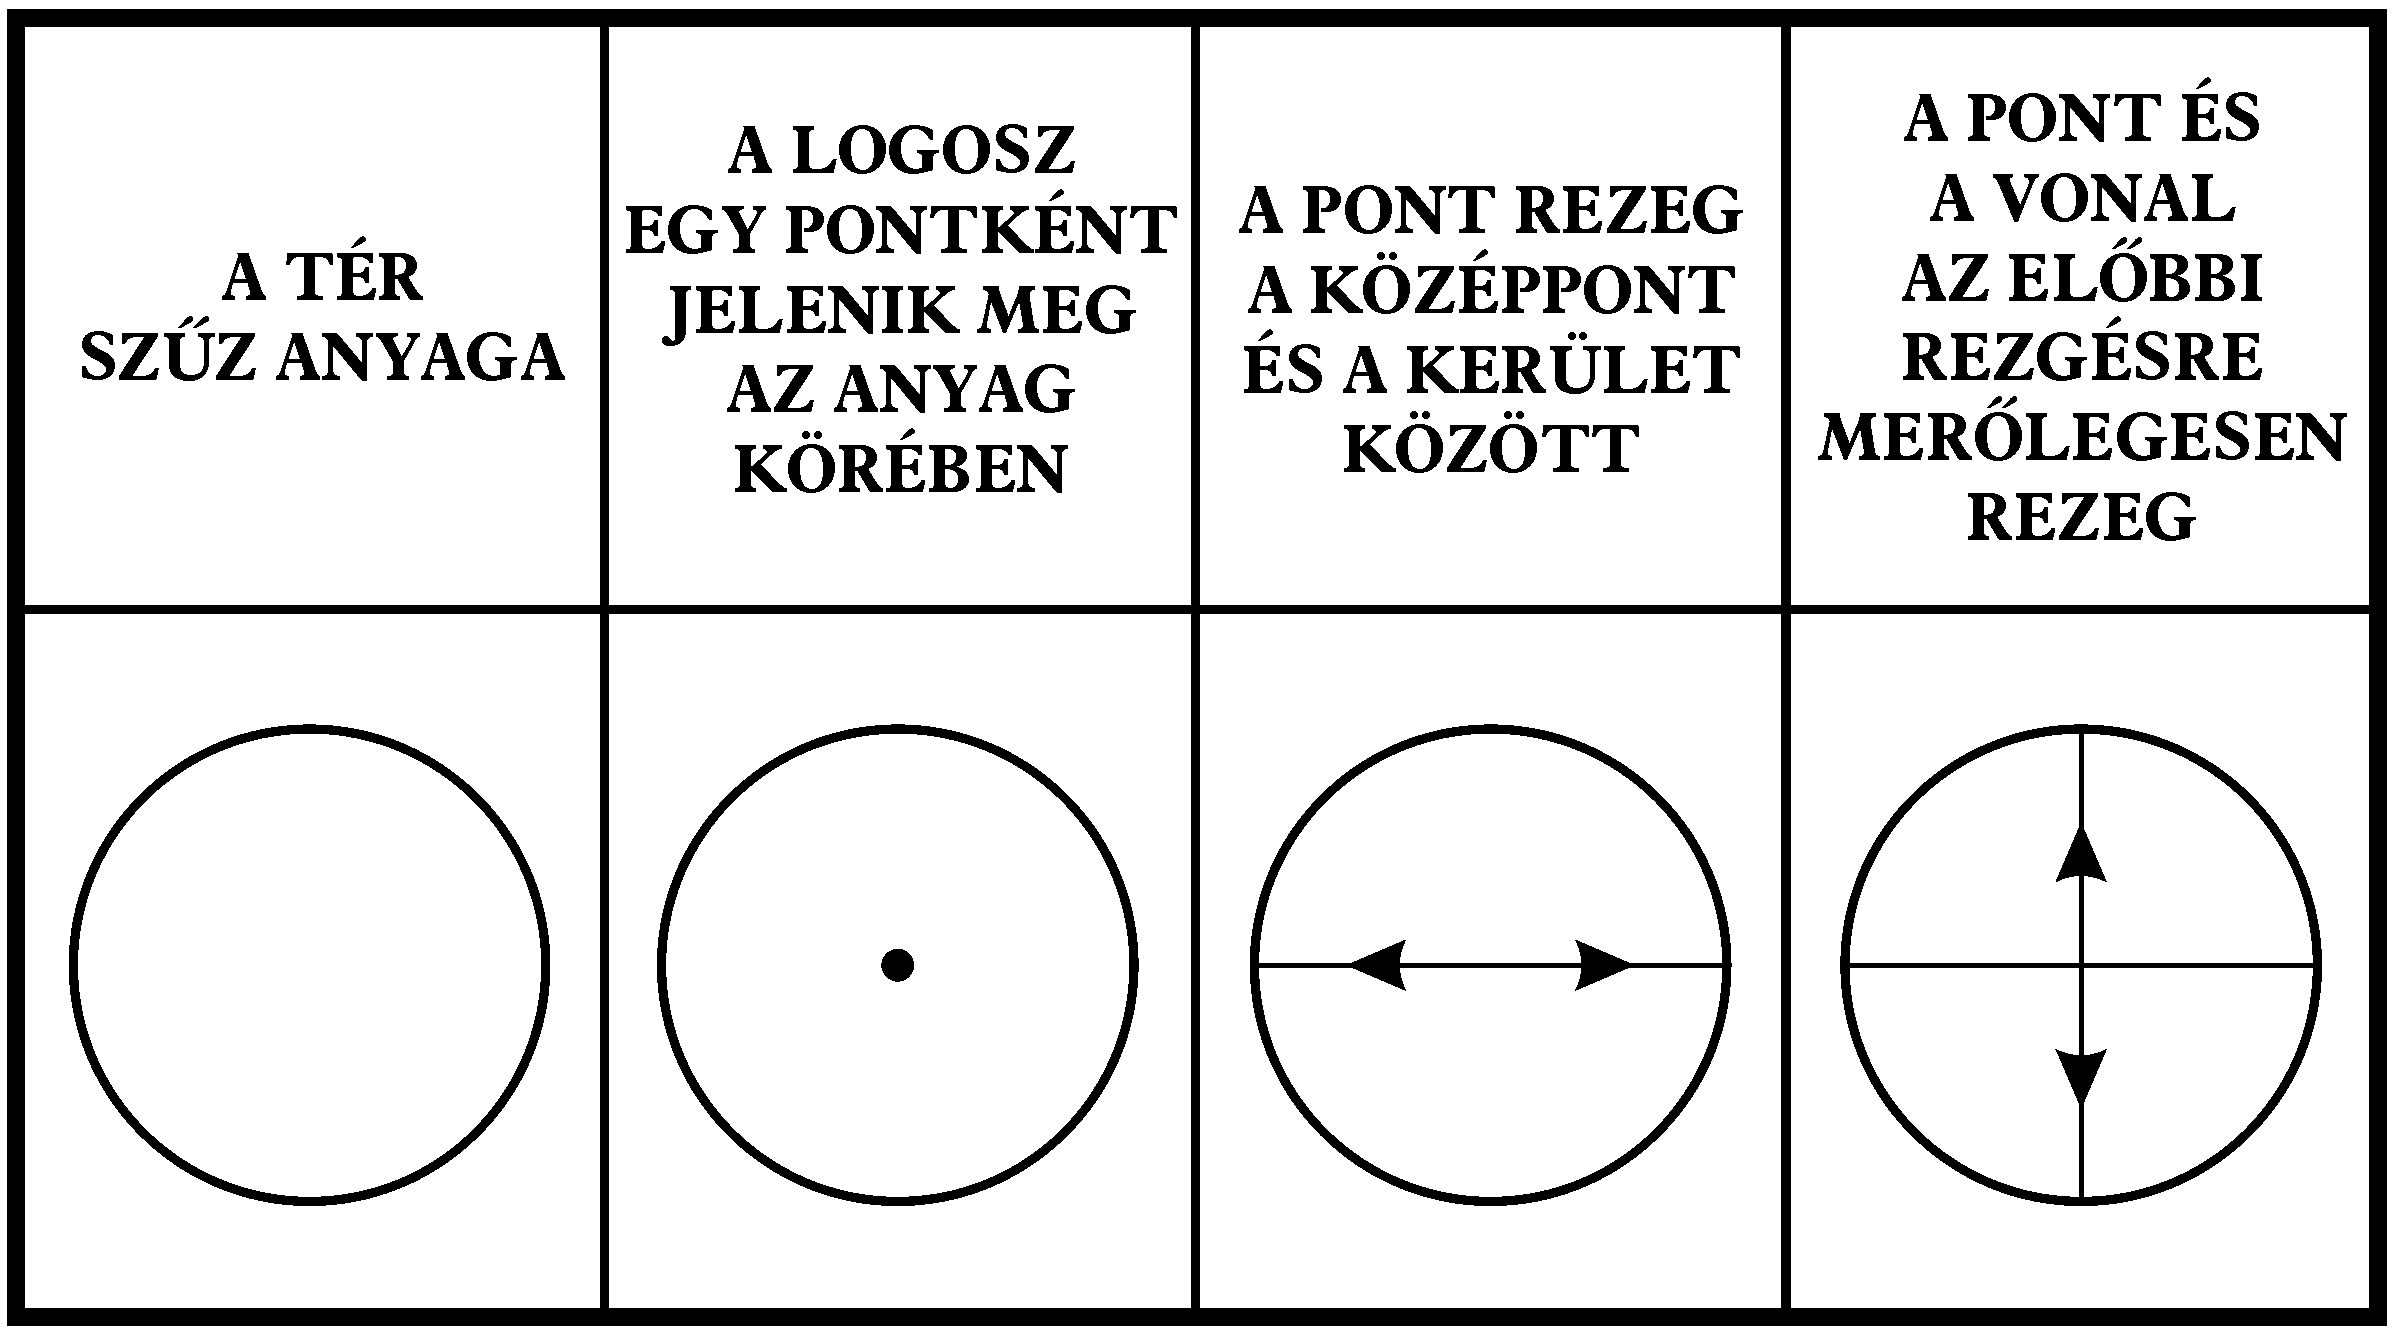 A TÉR
SZŰZ ANYAGA
A LOGOSZ
EGY PONTKÉNT
JELENIK MEG
AZ ANYAG
KÖRÉBEN
A PONT REZEG
A KÖZÉPPONT
ÉS A KERÜLET
KÖZÖTT
A PONT ÉS
A VONAL
AZ ELŐBBI
REZGÉSRE
MERŐLEGESEN
REZEG